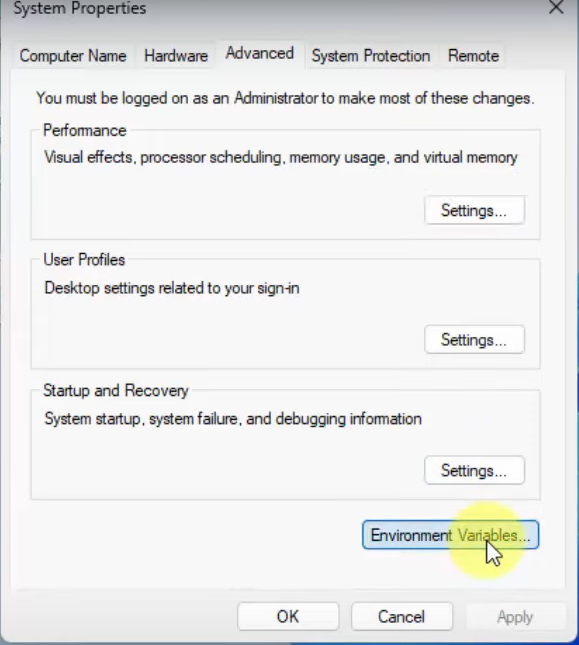 System Properties
Computer Name Hardware Advanced System Protection Remote
You must be logged on as an Administrator to make most of these changes.
Performance
Visual effects, processor scheduling, memory usage, and virtual memory
Settings...
User Profiles
Desktop settings related to your sign-in
Settings...
Startup and Recovery
System startup, system failure, and debugging information
Settings...
Environment Variables...
OK Cancel Apply